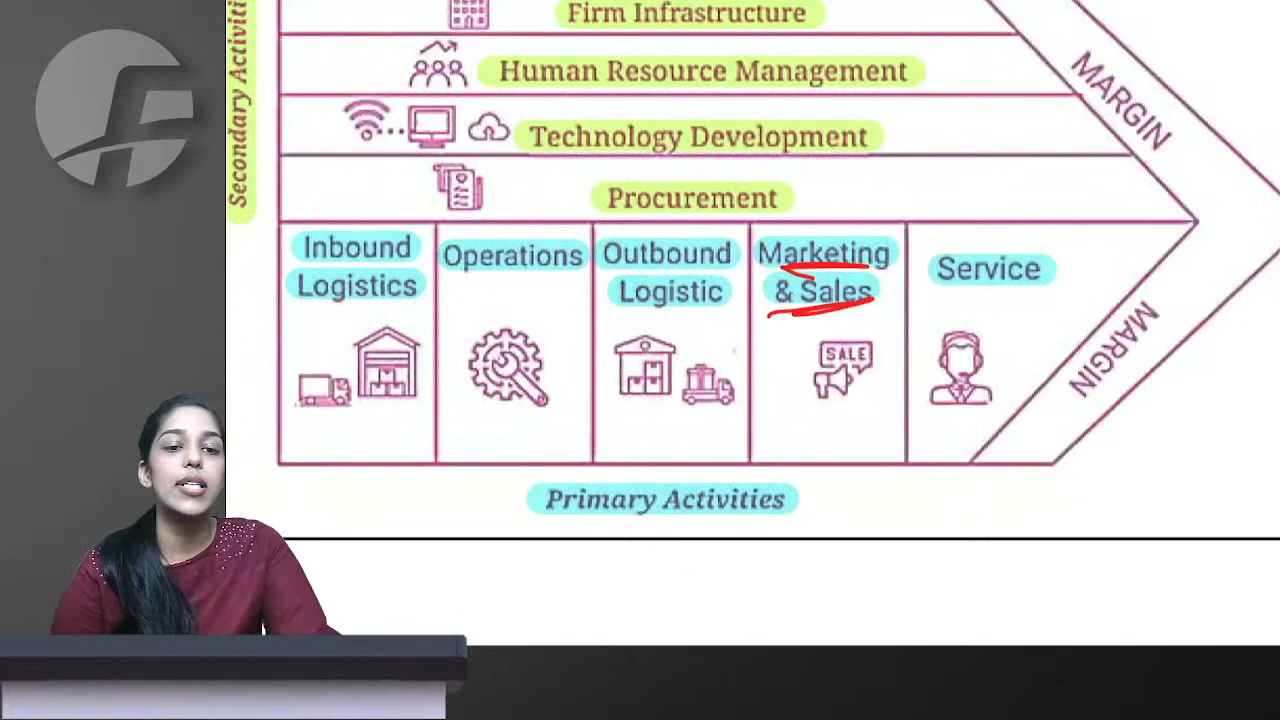 Secondary Activiti
Firm Infrastructure
Human Resource Management
Technology Development
Procurement
MARGIN
Inbound
Logistics
Operations
Outbound
Logistic
Marketing
& Sales
Service
SALE
MARGIN
Primary Activities